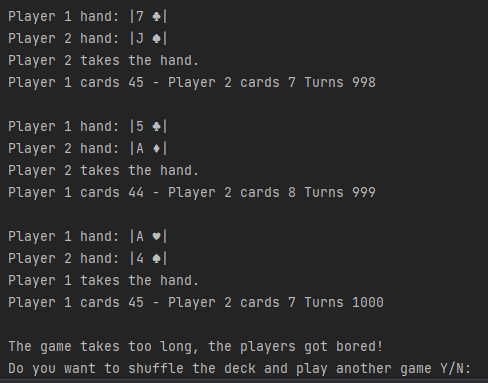 Player 1 hand: |7 ♣|
Player 2 hand: |J ♠|
Player 2 takes the hand.
Player 1 cards 45 - Player 2 cards 7 Turns 998
Player 1 hand: |5 ♣|
Player 2 hand: |A ♦|
Player 2 takes the hand.
Player 1 cards 44 - Player 2 cards 8 Turns 999
Player 1 hand: |A ♥|
Player 2 hand: |4 ♠|
Player 1 takes the hand.
Player 1 cards 45 - Player 2 cards 7 Turns 1000
The game takes too long, the players got bored!
Do you want to shuffle the deck and play another game Y/N: